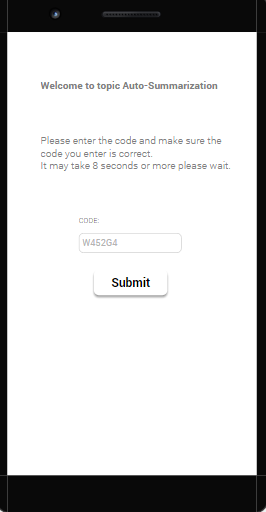 Welcome to topic Auto-Summarization
Please enter the code and make sure the
code you enter is correct.
It may take 8 seconds or more please wait.
CODE:
W452G4
Submit